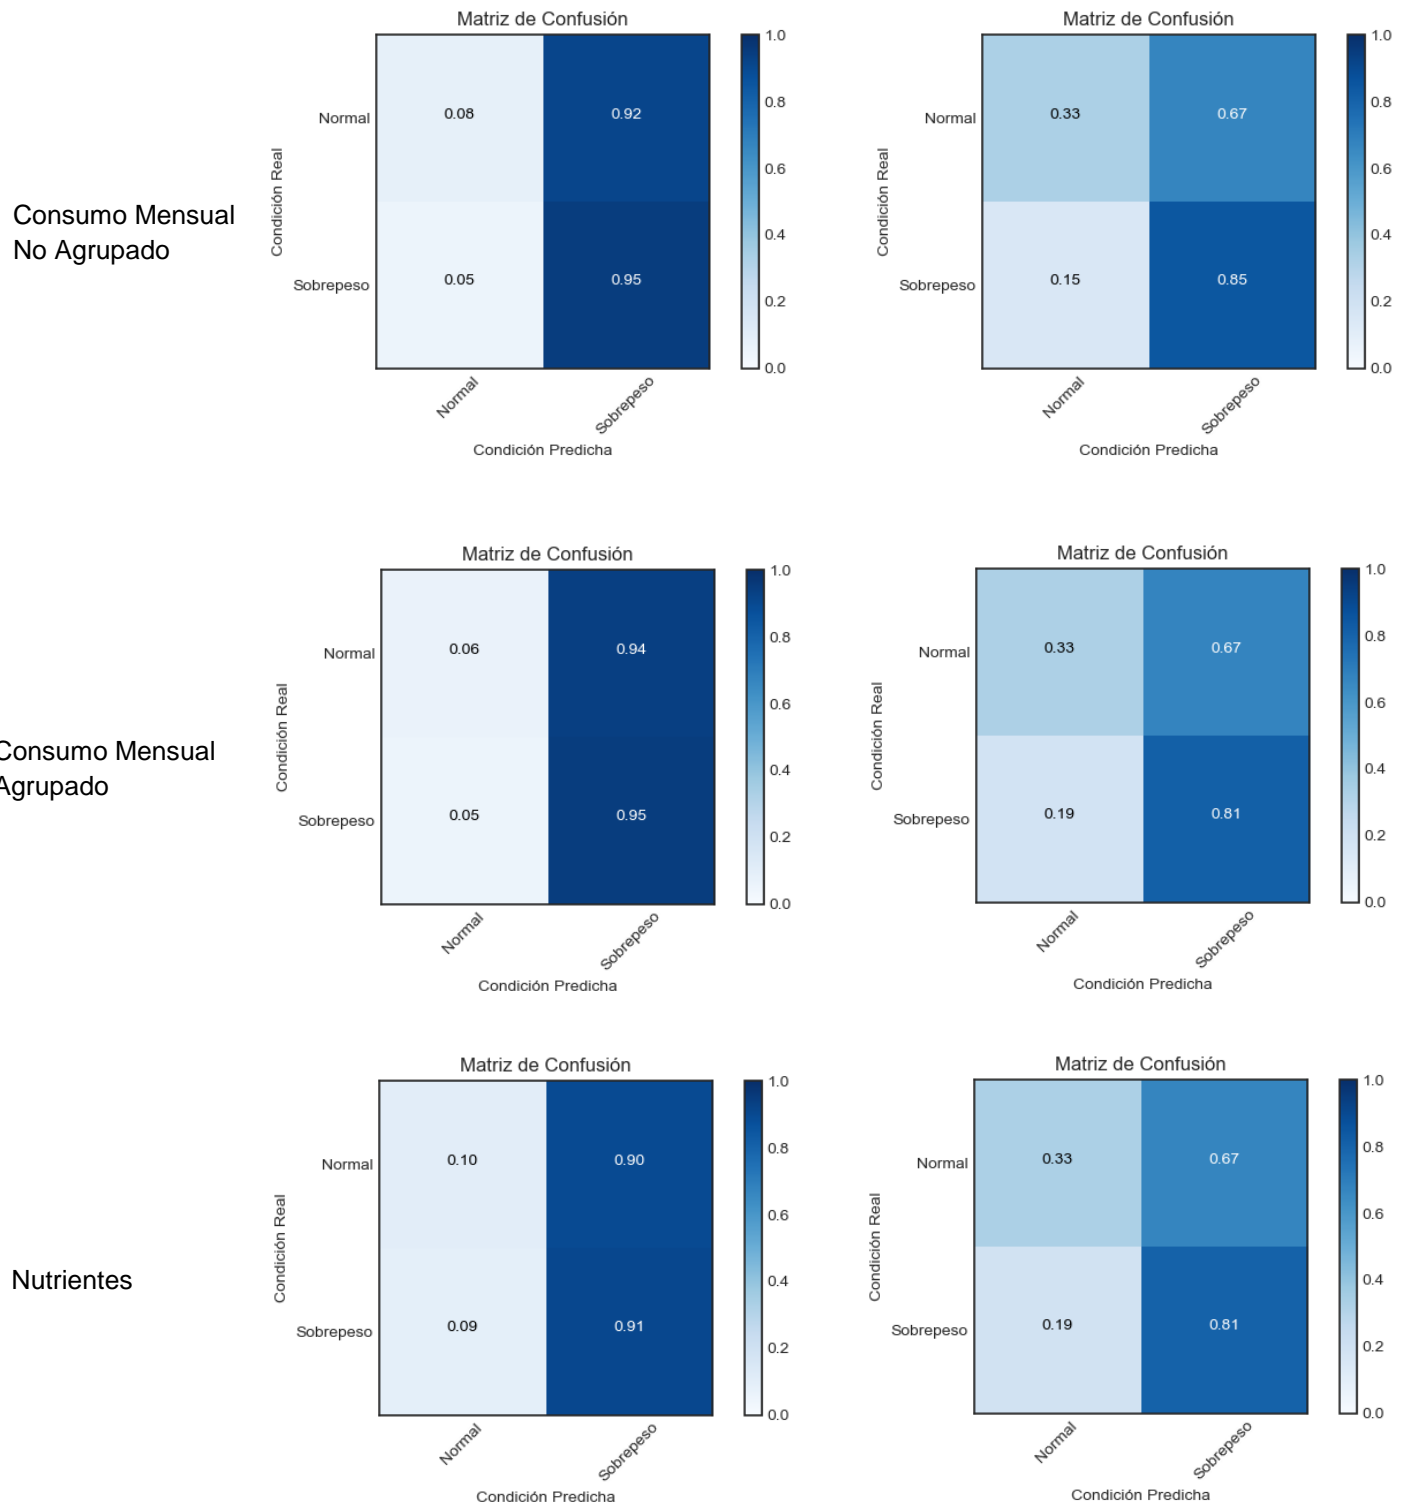 Matriz de Confusión
Matriz de Confusión
Consumo Mensual
No Agrupado
Condición Real
Normal
Sobrepeso
0.08
0.92
0.05
0.95
Normal
Sobrepeso
Condición Predicha
1.0
0.8
0.6
0.4
0.2
0.0
Condición Real
Normal
Sobrepeso
0.33
0.67
0.15
0.85
Normal
Sobrepeso
Condición Predicha
1.0
0.8
0.6
0.4
0.2
0.0
Matriz de Confusión
Matriz de Confusión
Consumo Mensual
Agrupado
Condición Real
Normal
Sobrepeso
0.06
0.94
0.05
0.95
Normal
Sobrepeso
Condición Predicha
1.0
0.8
0.6
0.4
0.2
0.0
Condición Real
Normal
Sobrepeso
0.33
0.67
0.19
0.81
Normal
Sobrepeso
Condición Predicha
1.0
0.8
0.6
0.4
0.2
0.0
Matriz de Confusión
Matriz de Confusión
Nutrientes
Condición Real
Normal
Sobrepeso
0.10
0.90
0.09
0.91
Normal
Sobrepeso
Condición Predicha
1.0
0.8
0.6
0.4
0.2
0.0
Condición Real
Normal
Sobrepeso
0.33
0.67
0.19
0.81
Normal
Sobrepeso
Condición Predicha
1.0
0.8
0.6
0.4
0.2
0.0